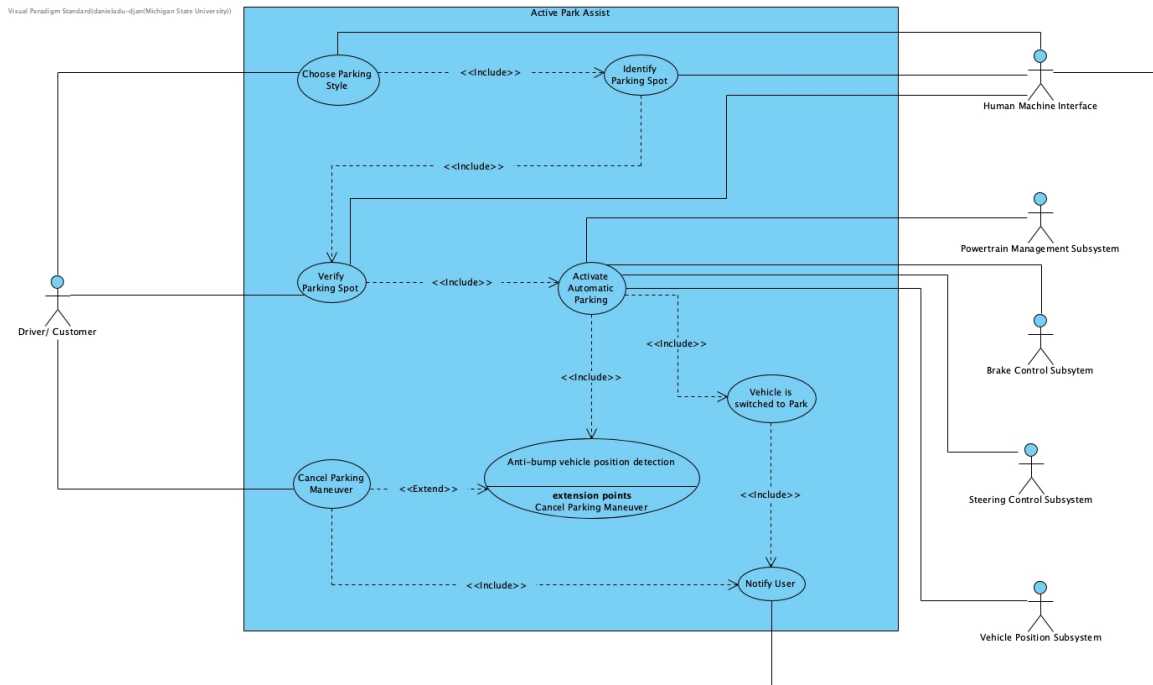 Visual Paradigm Standard(danieladu-djan(Michigan State University))
Active Park Assist
Choose Parking
Style
<<Include>>
Identify
Parking Spot
Human Machine Interface
<<Include>>
Powertrain Management Subsystem
Verify
Parking Spot
<<Include>>
Activate
Automatic
Parking
Driver/ Customer
<<Include>>
Brake Control Subsytem
<<Include>>
Vehicle is
switched to Park
Anti-bump vehicle position detection
extension points
Cancel Parking Maneuver
Cancel Parking
Maneuver
<<Extend>>
<<Include>>
Steering Control Subsystem
<<Include>>
Notify User
Vehicle Position Subsystem